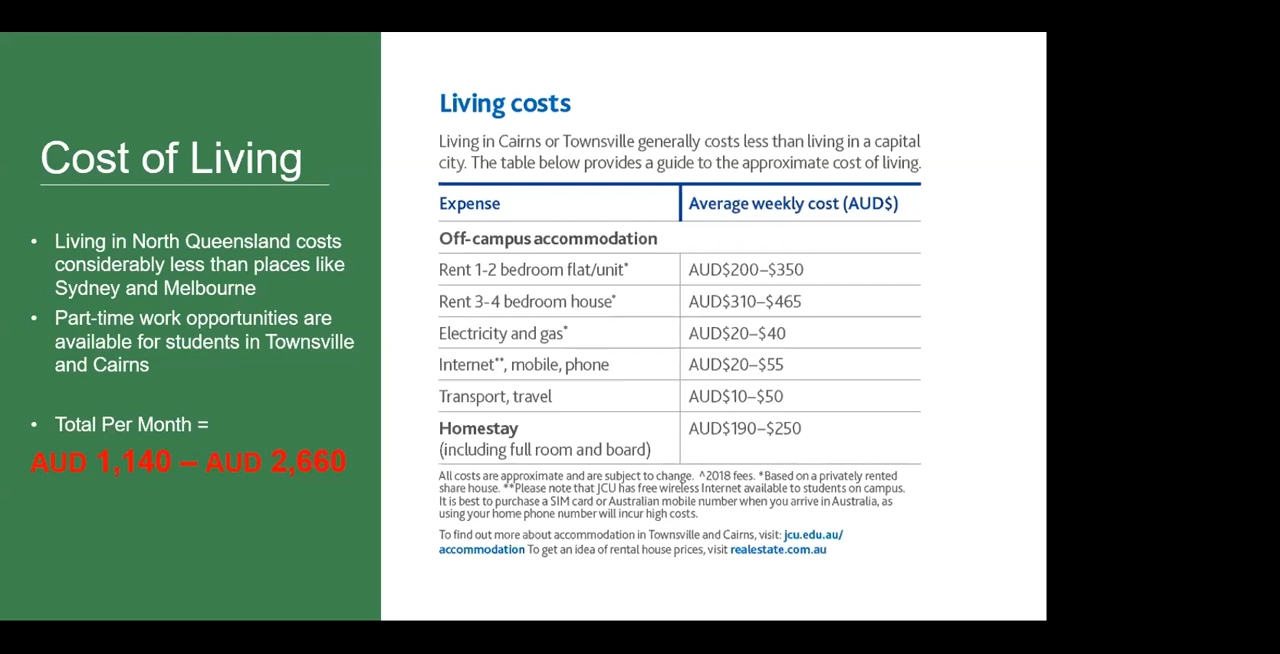 Cost of Living
• Living in North Queensland costs
considerably less than places like
Sydney and Melbourne
• Part-time work opportunities are
available for students in Townsville
and Cairns
• Total Per Month =
AUD 1,140 – AUD 2,660
Living costs
Living in Cairns or Townsville generally costs less than living in a capital
city. The table below provides a guide to the approximate cost of living.
Expense Average weekly cost (AUD$)
Off-campus accommodation
Rent 1-2 bedroom flat/unit* AUD$200–$350
Rent 3-4 bedroom house* AUD$310–$465
Electricity and gas* AUD$20–$40
Internet**, mobile, phone AUD$20–$55
Transport, travel AUD$10–$50
Homestay AUD$190–$250
(including full room and board)
All costs are approximate and are subject to change. ^2018 fees. *Based on a privately rented
share house. **Please note that JCU has free wireless Internet available to students on campus.
It is best to purchase a SIM card or Australian mobile number when you arrive in Australia, as
using your home phone number will incur high costs.
To find out more about accommodation in Townsville and Cairns, visit: jcu.edu.au/
accommodation To get an idea of rental house prices, visit realestate.com.au